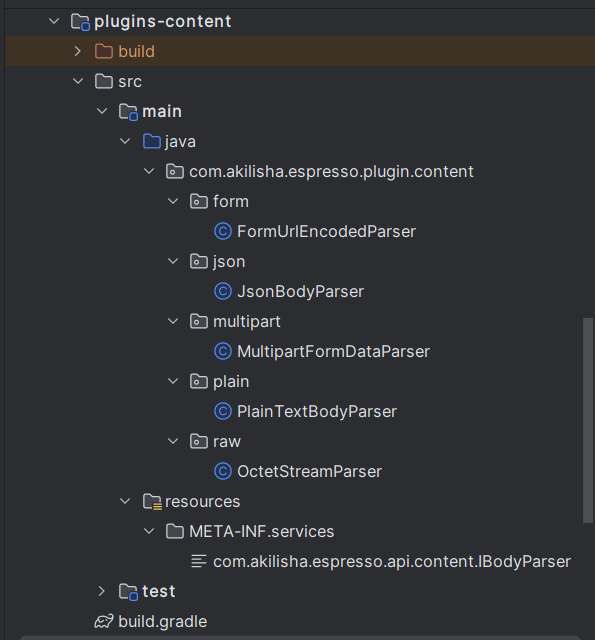 plugins-content
build
src
main
java
com.akilisha.espresso.plugin.content
form
C FormUrlEncodedParser
json
C JsonBodyParser
multipart
C MultipartFormDataParser
plain
C PlainTextBodyParser
raw
C OctetStreamParser
resources
META-INF.services
com.akilisha.espresso.api.content.IBodyParser
test
build.gradle